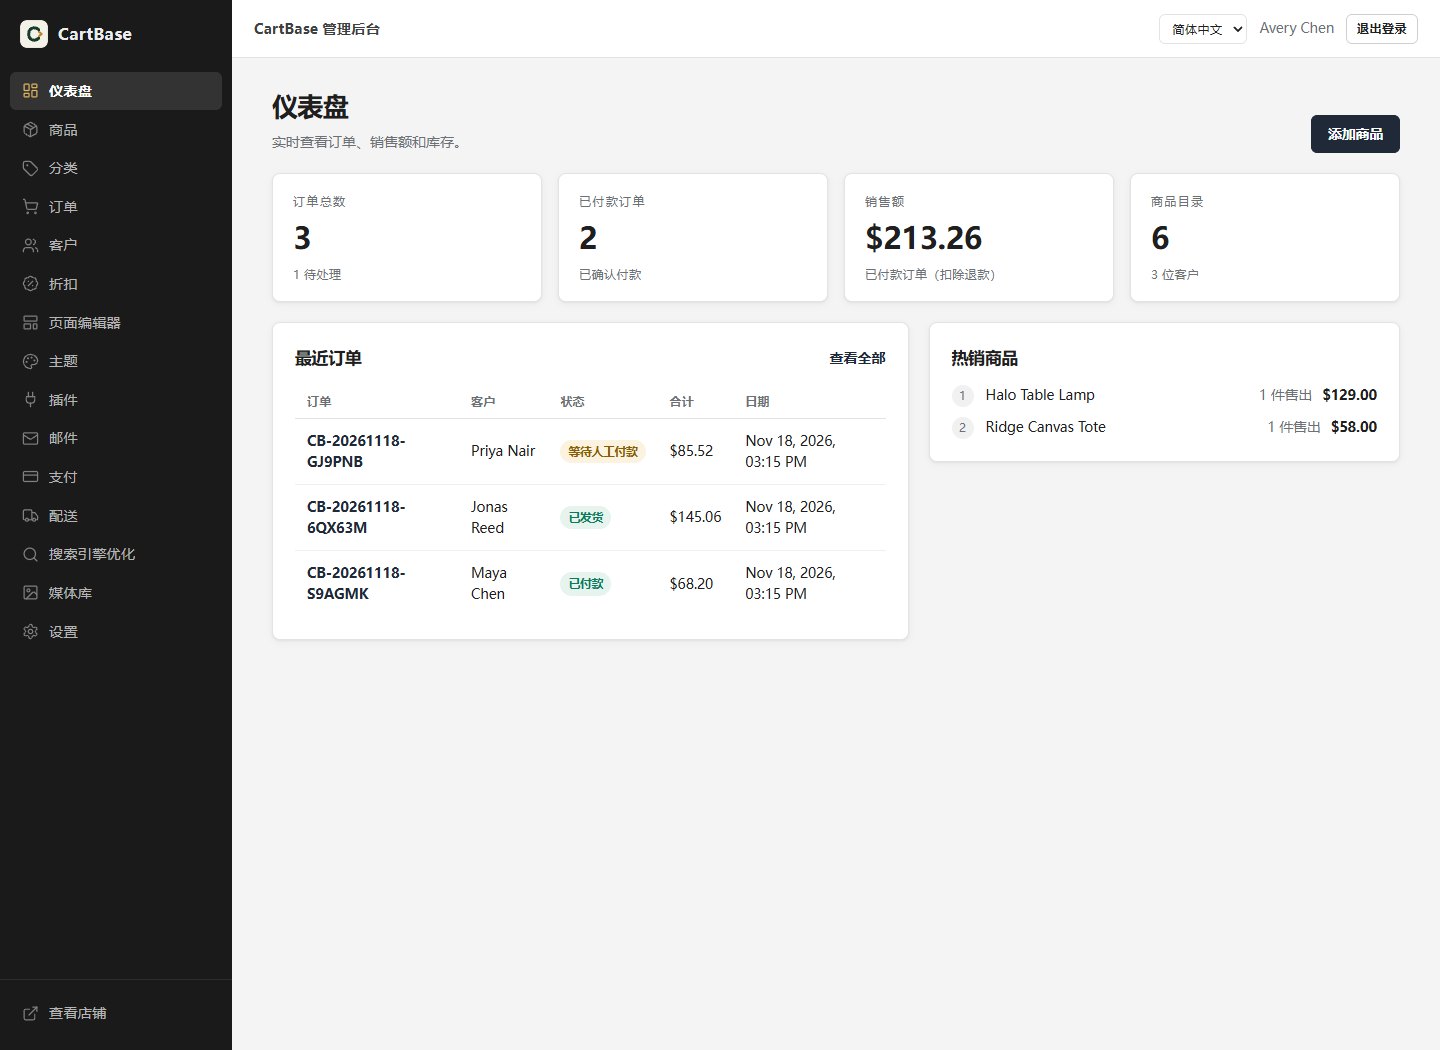 CartBase
仪表盘
商品
分类
订单
客户
折扣
页面编辑器
主题
插件
邮件
支付
配送
搜索引擎优化
媒体库
设置
查看店铺
CartBase 管理后台
简体中文
Avery Chen
退出登录
仪表盘
实时查看订单、销售额和库存。
添加商品
订单总数
3
1 待处理
已付款订单
2
已确认付款
销售额
$213.26
已付款订单（扣除退款）
商品目录
6
3 位客户
最近订单
查看全部
订单 客户 状态 合计 日期
CB-20261118-
GJ9PNB
Priya Nair
等待人工付款
$85.52
Nov 18, 2026,
03:15 PM
CB-20261118-
6QX63M
Jonas
Reed
已发货
$145.06
Nov 18, 2026,
03:15 PM
CB-20261118-
S9AGMK
Maya
Chen
已付款
$68.20
Nov 18, 2026,
03:15 PM
热销商品
1 Halo Table Lamp 1 件售出 $129.00
2 Ridge Canvas Tote 1 件售出 $58.00